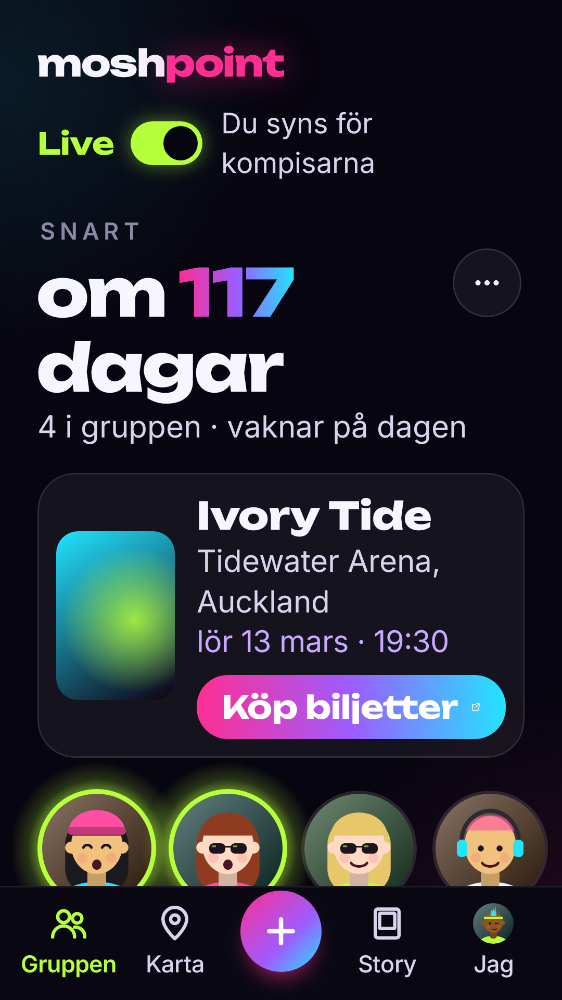 moshpoint
Live
Du syns för
kompisarna
SNART
om 117
dagar
4 i gruppen · vaknar på dagen
Ivory Tide
Tidewater Arena,
Auckland
lör 13 mars · 19:30
Köp biljetter
Gruppen
Karta
Story
Jag